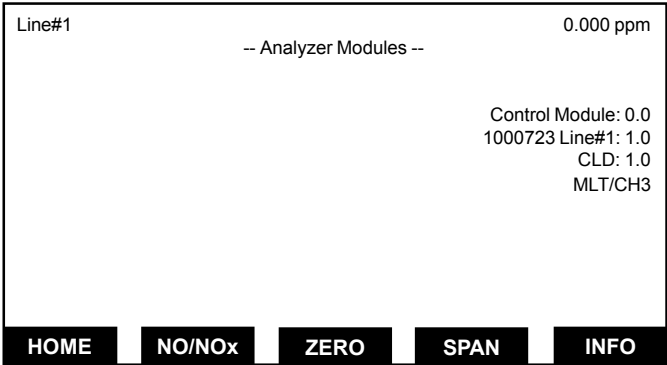 Line#1 0.000 ppm
-- Analyzer Modules --
Control Module: 0.0
1000723 Line#1: 1.0
CLD: 1.0
MLT/CH3
HOME NO/NOx ZERO SPAN INFO